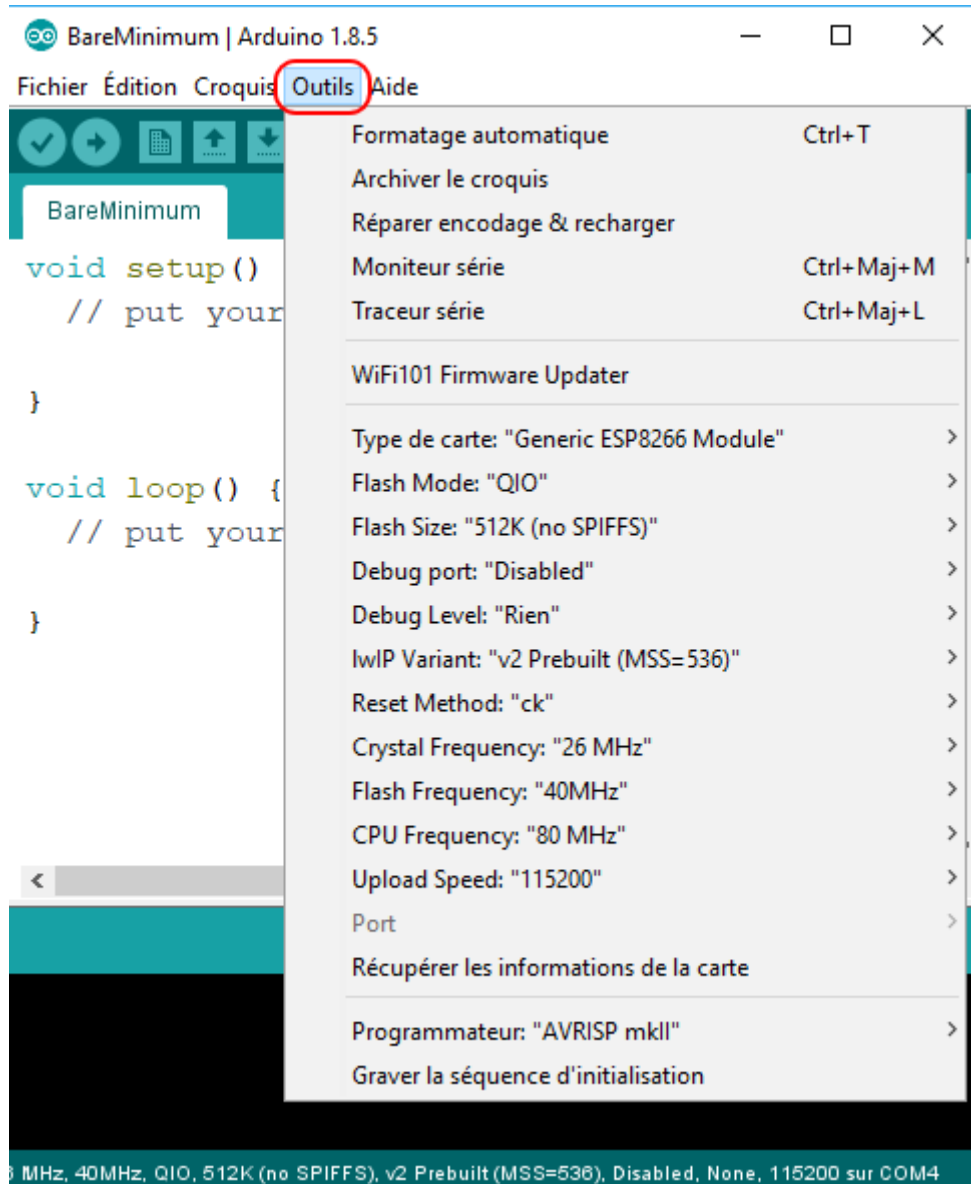 BareMinimum | Arduino 1.8.5
Fichier Édition Croquis Outils Aide
Formatage automatique Ctrl+T
Archiver le croquis
BareMinimum
Réparer encodage & recharger
void setup()
Moniteur série Ctrl+Maj+M
// put your
Traceur série Ctrl+Maj+L
WiFi101 Firmware Updater
}
Type de carte: "Generic ESP8266 Module"
void loop() {
Flash Mode: "QIO"
// put your
Flash Size: "512K (no SPIFFS)"
Debug port: "Disabled"
}
Debug Level: "Rien"
lwIP Variant: "v2 Prebuilt (MSS=536)"
Reset Method: "ck"
Crystal Frequency: "26 MHz"
Flash Frequency: "40MHz"
CPU Frequency: "80 MHz"
Upload Speed: "115200"
Port
Récupérer les informations de la carte
Programmateur: "AVRISP mkII"
Graver la séquence d'initialisation
MHz, 40MHz, QIO, 512K (no SPIFFS), v2 Prebuilt (MSS=536), Disabled, None, 115200 sur COM4